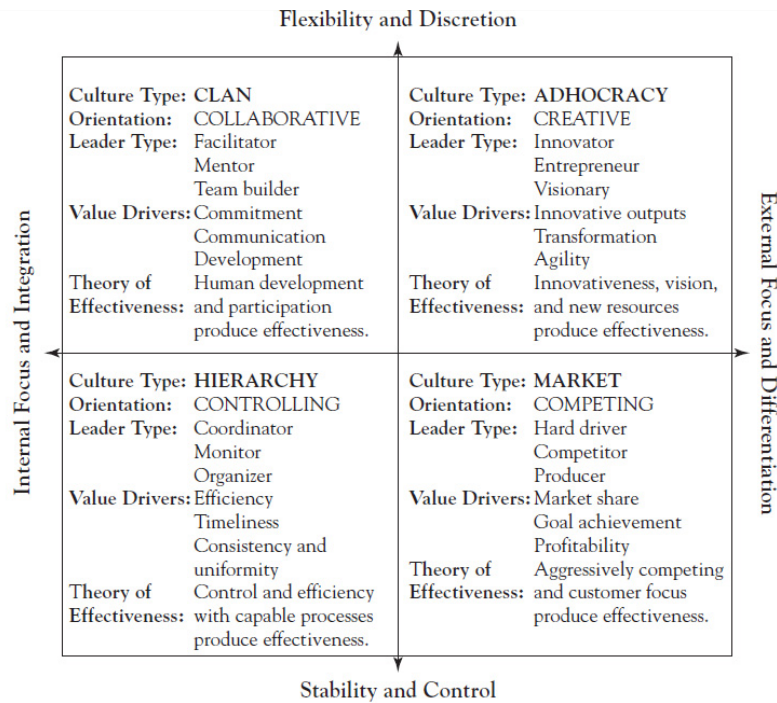 Flexibility and Discretion
Internal Focus and Integration
Culture Type: CLAN
Orientation: COLLABORATIVE
Leader Type: Facilitator
Mentor
Team builder
Value Drivers: Commitment
Communication
Development
Theory of Human development
Effectiveness: and participation
produce effectiveness.
Culture Type: ADHOCRACY
Orientation: CREATIVE
Leader Type: Innovator
Entrepreneur
Visionary
Value Drivers: Innovative outputs
Transformation
Agility
Theory of Innovativeness, vision,
Effectiveness: and new resources
produce effectiveness.
External Focus and Differentiation
Culture Type: HIERARCHY
Orientation: CONTROLLING
Leader Type: Coordinator
Monitor
Organizer
Value Drivers: Efficiency
Timeliness
Consistency and
uniformity
Theory of Control and efficiency
Effectiveness: with capable processes
produce effectiveness.
Culture Type: MARKET
Orientation: COMPETING
Leader Type: Hard driver
Competitor
Producer
Value Drivers: Market share
Goal achievement
Profitability
Theory of Aggressively competing
Effectiveness: and customer focus
produce effectiveness.
Stability and Control